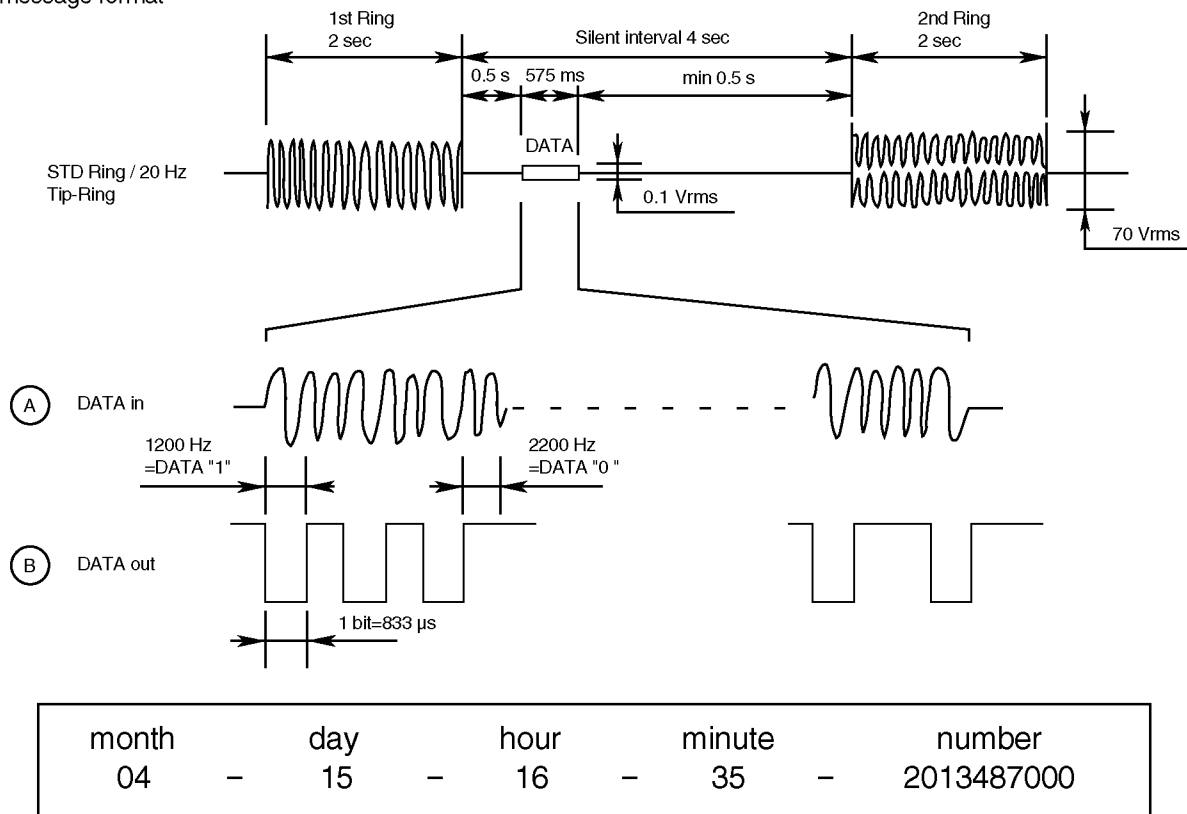 message format
1st Ring
2 sec
Silent interval 4 sec
2nd Ring
2 sec
0.5 s
575 ms
min 0.5 s
DATA
STD Ring / 20 Hz
Tip-Ring
0.1 Vrms
70 Vrms
A
DATA in
1200 Hz
=DATA "1"
2200 Hz
=DATA "0 "
B
DATA out
1 bit=833 µs
month day hour minute number
04 – 15 – 16 – 35 – 2013487000